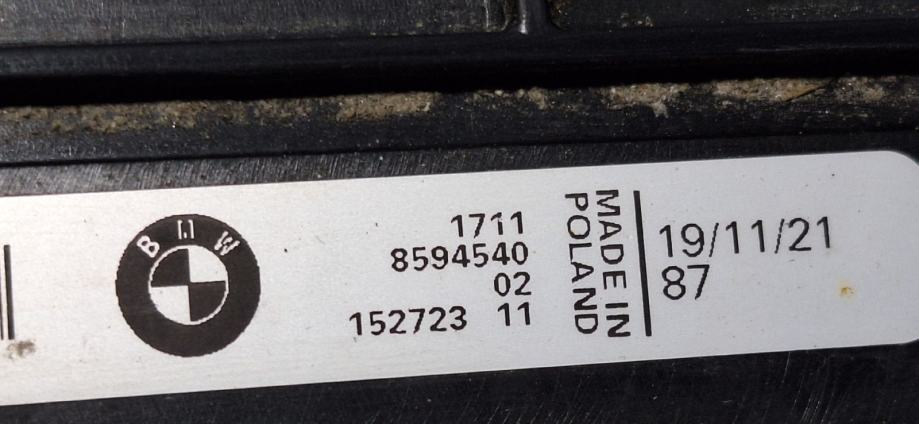 BMW
1711
8594540
02
152723 11
MADE IN
POLAND
19/11/21
87